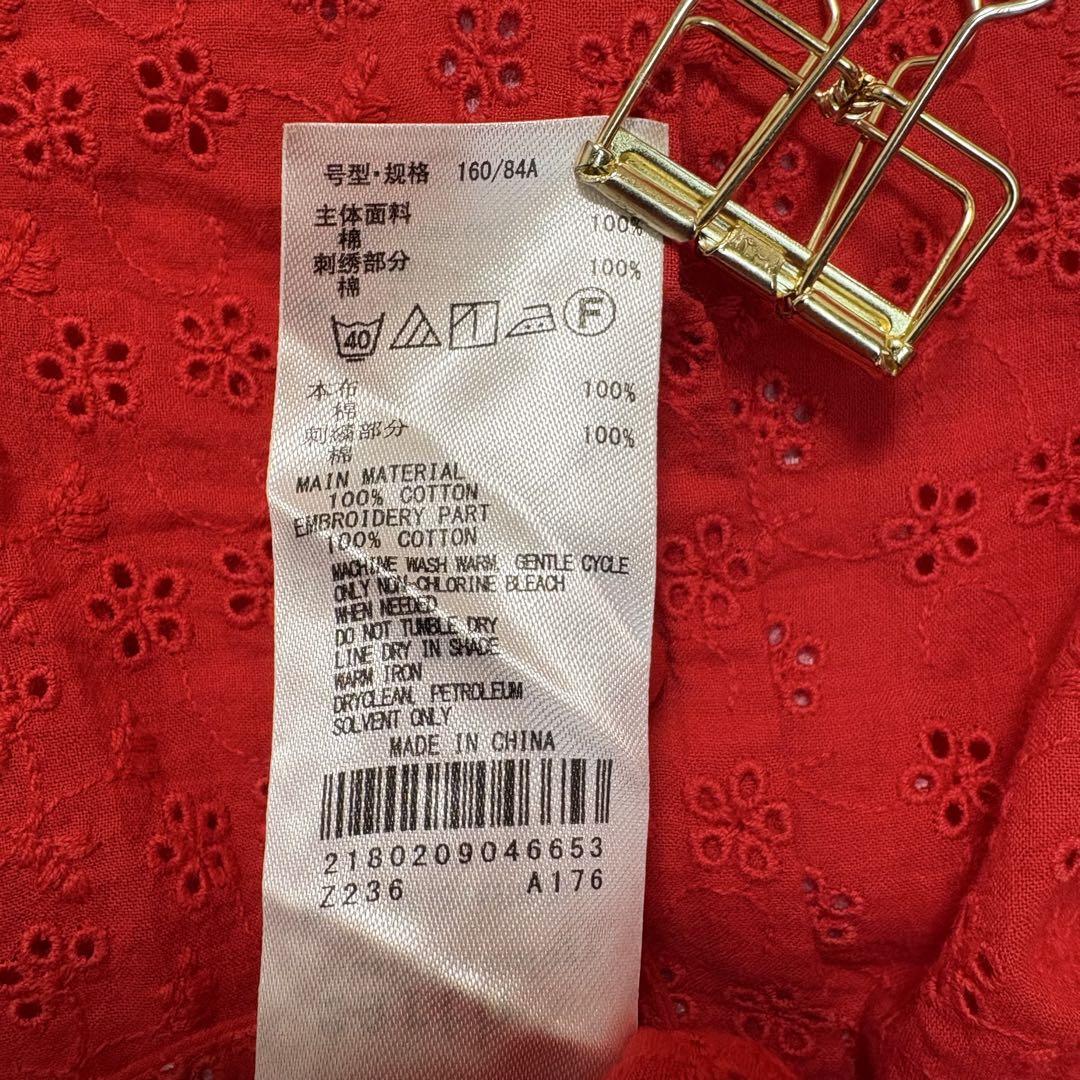 号型·规格 160/84A
主体面料
棉 100%
刺绣部分
棉 100%
40 F
本布
棉 100%
刺繍部分
棉 100%
MAIN MATERIAL
100% COTTON
EMBROIDERY PART
100% COTTON
MACHINE WASH WARM, GENTLE CYCLE
ONLY NON-CHLORINE BLEACH
WHEN NEEDED
DO NOT TUMBLE DRY
LINE DRY IN SHADE
WARM IRON
DRYCLEAN, PETROLEUM
SOLVENT ONLY
MADE IN CHINA
2180209046653
Z236 A176